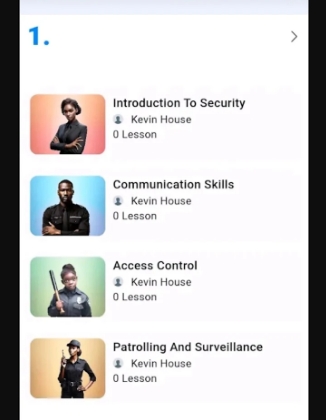 1.
Introduction To Security
Kevin House
0 Lesson
Communication Skills
Kevin House
0 Lesson
Access Control
Kevin House
0 Lesson
Patrolling And Surveillance
Kevin House
0 Lesson